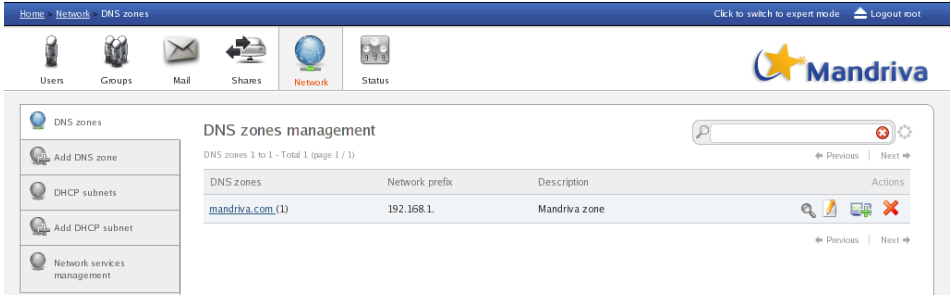 Home > Network > DNS zones
Click to switch to expert mode Logout root
Users Groups Mail Shares Network Status
Mandriva
DNS zones
Add DNS zone
DHCP subnets
Add DHCP subnet
Network services
management
DNS zones management
DNS zones 1 to 1 - Total 1 (page 1 / 1)
Previous | Next
DNS zones Network prefix Description Actions
mandriva.com (1) 192.168.1. Mandriva zone
Previous | Next